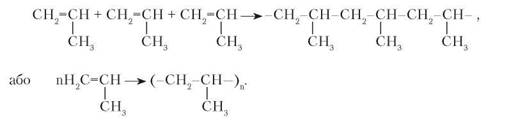 CH₂=CH + CH₂=CH + CH₂=CH → –CH₂–CH–CH₂–CH–CH₂–CH– ,
CH₃ CH₃ CH₃ CH₃ CH₃ CH₃
або nH₂C=CH → (–CH₂–CH–)ₙ.
CH₃ CH₃